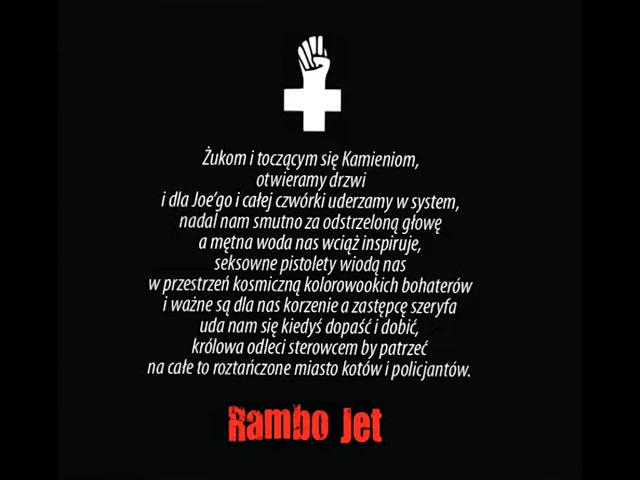 Żukom i toczącym się Kamieniom,
otwieramy drzwi
i dla Joe'go i całej czwórki uderzamy w system,
nadal nam smutno za odstrzeloną głowę
a mętna woda nas wciąż inspiruje,
seksowne pistolety wiodą nas
w przestrzeń kosmiczną kolorowookich bohaterów
i ważne są dla nas korzenie a zastępcę szeryfa
uda nam się kiedyś dopaść i dobić,
królowa odleci sterowcem by patrzeć
na całe to roztańczone miasto kotów i policjantów.
Rambo Jet